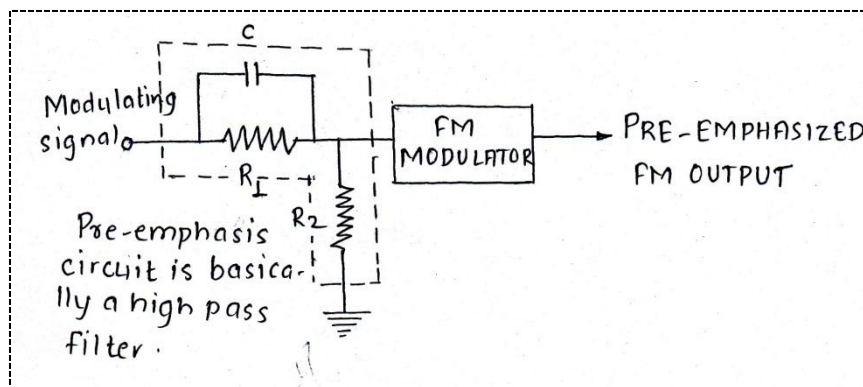 C
Modulating
signal
R1
R2
FM
MODULATOR
PRE-EMPHASIZED
FM OUTPUT
Pre-emphasis
circuit is basica-
lly a high pass
filter.